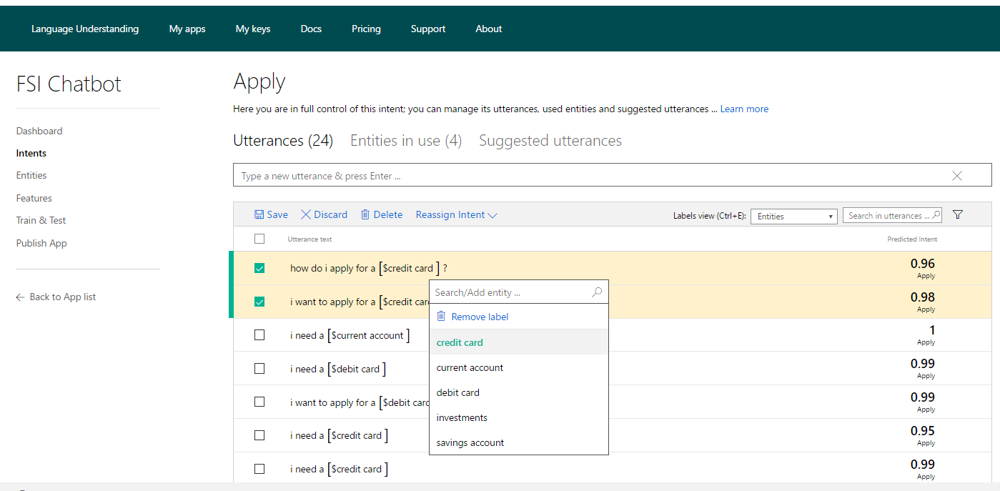 Language Understanding My apps My keys Docs Pricing Support About
FSI Chatbot
Dashboard
Intents
Entities
Features
Train & Test
Publish App
Back to App list
Apply
Here you are in full control of this intent; you can manage its utterances, used entities and suggested utterances ... Learn more
Utterances (24) Entities in use (4) Suggested utterances
Type a new utterance & press Enter ...
Save Discard Delete Reassign Intent Labels view (Ctrl+E): Entities Search in utterances ...
Utterance text Predicted Intent
how do i apply for a [ $credit card ] ? 0.96
Apply
i want to apply for a [ $credit card 0.98
Apply
i need a [ $current account ] 1
Apply
i need a [ $debit card ] 0.99
Apply
i want to apply for a [ $debit card 0.99
Apply
i need a [ $credit card ] 0.95
Apply
i need a [ $credit card ] 0.99
Apply
Search/Add entity ...
Remove label
credit card
current account
debit card
investments
savings account